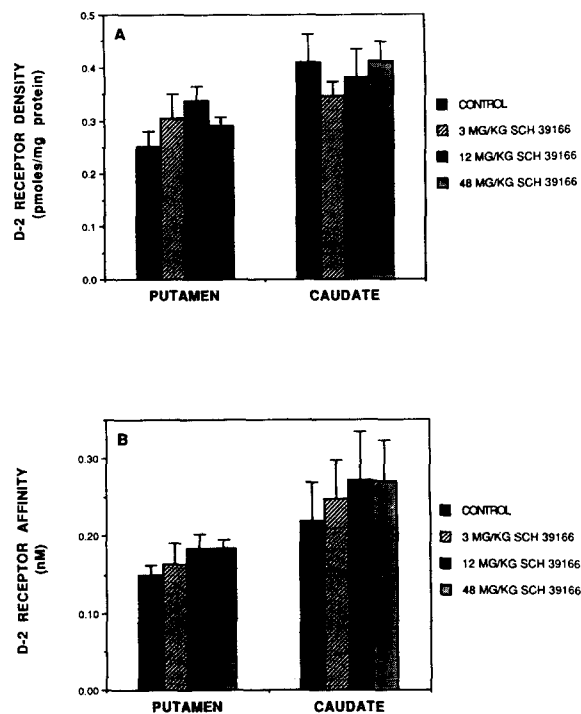 A
D-2 RECEPTOR DENSITY
(pmoles/mg protein)
0.5
0.4
0.3
0.2
0.1
0.0
PUTAMEN
CAUDATE
CONTROL
3 MG/KG SCH 39166
12 MG/KG SCH 39166
48 MG/KG SCH 39166
B
D-2 RECEPTOR AFFINITY
(nM)
0.30
0.20
0.10
0.00
PUTAMEN
CAUDATE
CONTROL
3 MG/KG SCH 39166
12 MG/KG SCH 39166
48 MG/KG SCH 39166